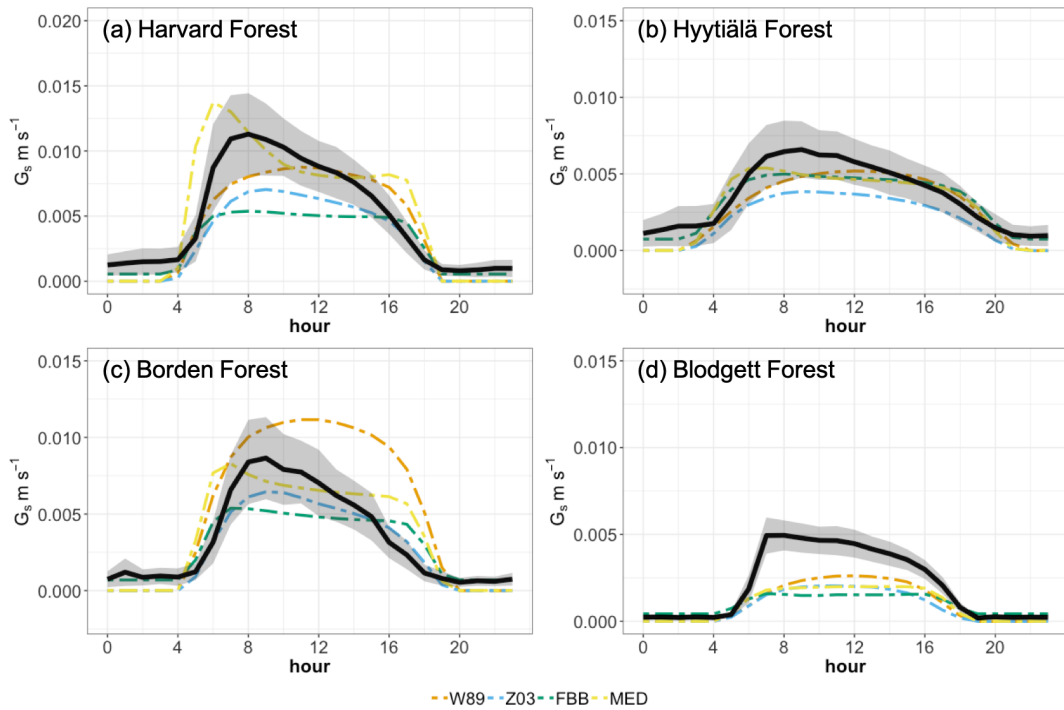 (a) Harvard Forest
0.020
0.015
0.010
0.005
0.000
Gs m s−1
0 4 8 12 16 20
hour
(b) Hyytiälä Forest
0.015
0.010
0.005
0.000
Gs m s−1
0 4 8 12 16 20
hour
(c) Borden Forest
0.015
0.010
0.005
0.000
Gs m s−1
0 4 8 12 16 20
hour
(d) Blodgett Forest
0.015
0.010
0.005
0.000
Gs m s−1
0 4 8 12 16 20
hour
W89 Z03 FBB MED